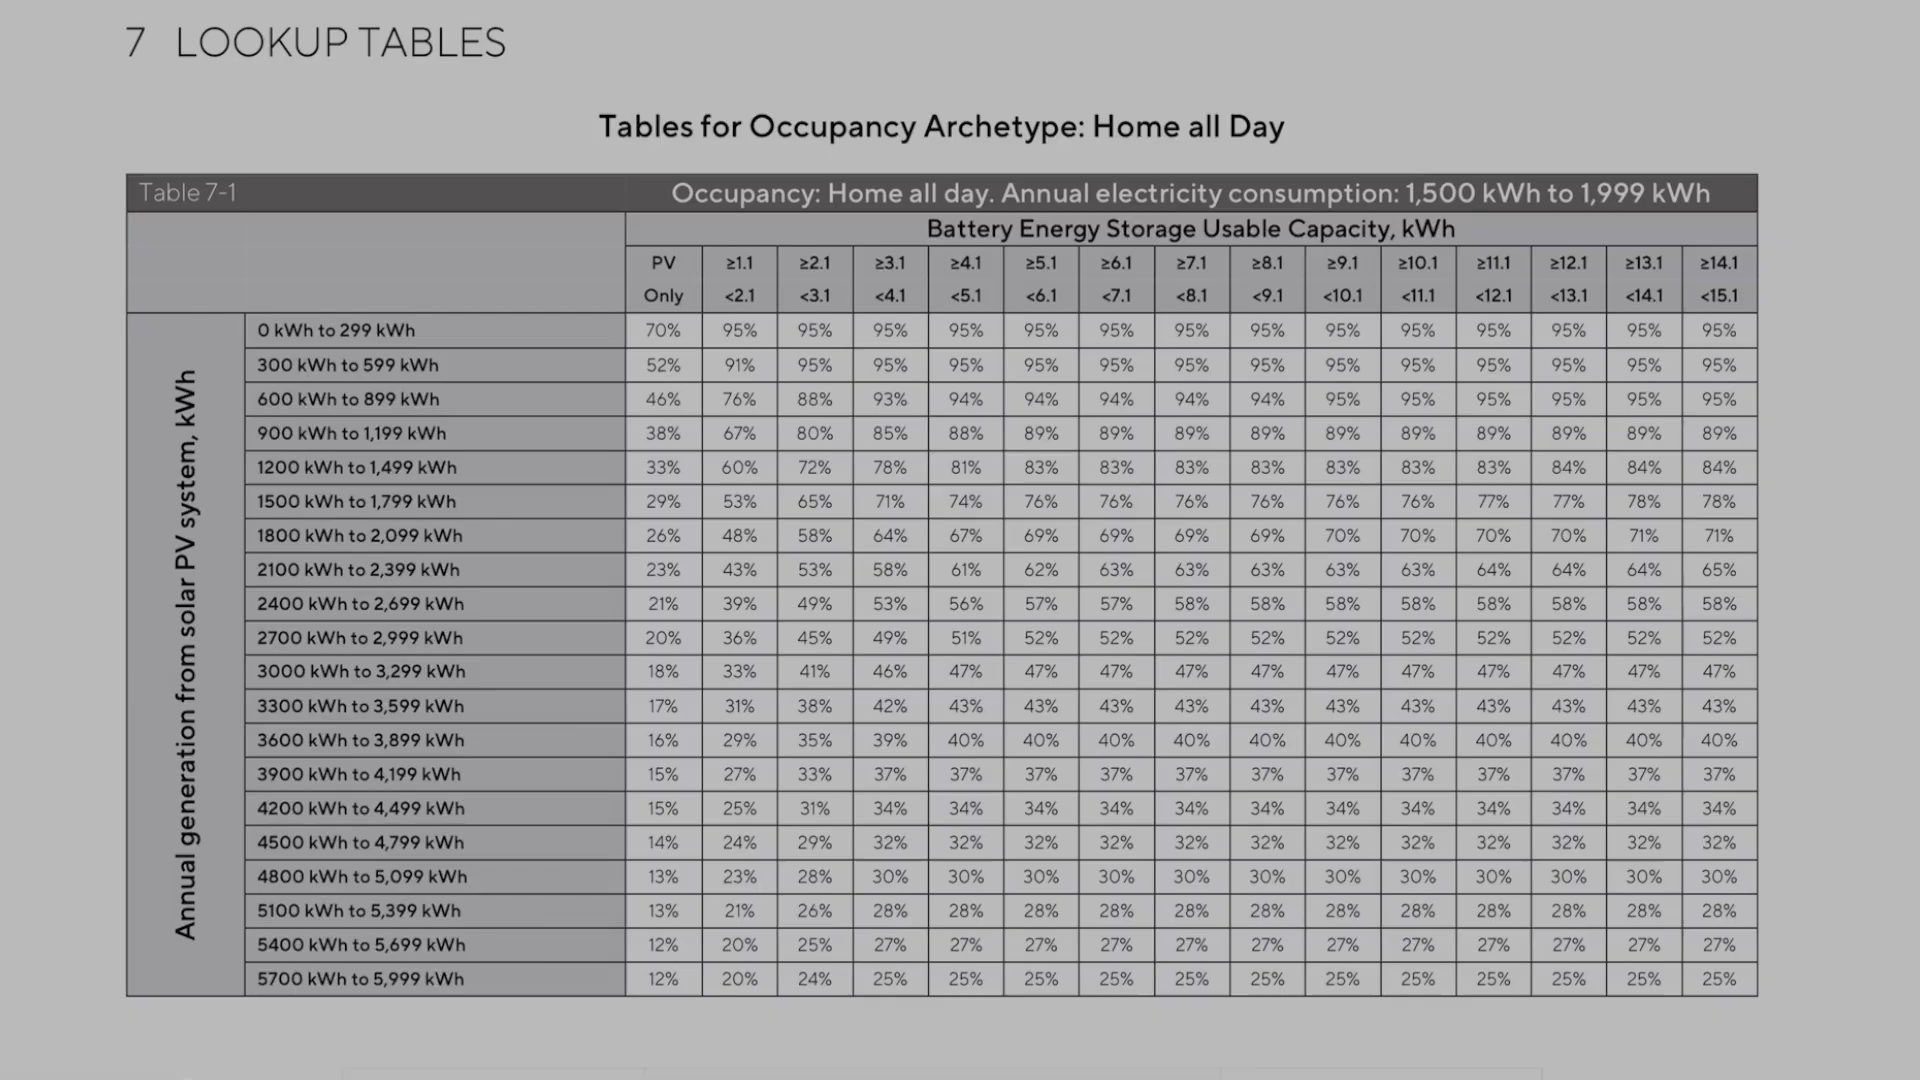 7 LOOKUP TABLES
Tables for Occupancy Archetype: Home all Day
Table 7-1 Occupancy: Home all day. Annual electricity consumption: 1,500 kWh to 1,999 kWh
Battery Energy Storage Usable Capacity, kWh
PV ≥1.1 ≥2.1 ≥3.1 ≥4.1 ≥5.1 ≥6.1 ≥7.1 ≥8.1 ≥9.1 ≥10.1 ≥11.1 ≥12.1 ≥13.1 ≥14.1
Only <2.1 <3.1 <4.1 <5.1 <6.1 <7.1 <8.1 <9.1 <10.1 <11.1 <12.1 <13.1 <14.1 <15.1
Annual generation from solar PV system, kWh
0 kWh to 299 kWh 70% 95% 95% 95% 95% 95% 95% 95% 95% 95% 95% 95% 95% 95% 95%
300 kWh to 599 kWh 52% 91% 95% 95% 95% 95% 95% 95% 95% 95% 95% 95% 95% 95% 95%
600 kWh to 899 kWh 46% 76% 88% 93% 94% 94% 94% 94% 94% 95% 95% 95% 95% 95% 95%
900 kWh to 1,199 kWh 38% 67% 80% 85% 88% 89% 89% 89% 89% 89% 89% 89% 89% 89% 89%
1200 kWh to 1,499 kWh 33% 60% 72% 78% 81% 83% 83% 83% 83% 83% 83% 83% 84% 84% 84%
1500 kWh to 1,799 kWh 29% 53% 65% 71% 74% 76% 76% 76% 76% 76% 76% 77% 77% 78% 78%
1800 kWh to 2,099 kWh 26% 48% 58% 64% 67% 69% 69% 69% 69% 70% 70% 70% 70% 71% 71%
2100 kWh to 2,399 kWh 23% 43% 53% 58% 61% 62% 63% 63% 63% 63% 63% 64% 64% 64% 65%
2400 kWh to 2,699 kWh 21% 39% 49% 53% 56% 57% 57% 58% 58% 58% 58% 58% 58% 58% 58%
2700 kWh to 2,999 kWh 20% 36% 45% 49% 51% 52% 52% 52% 52% 52% 52% 52% 52% 52% 52%
3000 kWh to 3,299 kWh 18% 33% 41% 46% 47% 47% 47% 47% 47% 47% 47% 47% 47% 47% 47%
3300 kWh to 3,599 kWh 17% 31% 38% 42% 43% 43% 43% 43% 43% 43% 43% 43% 43% 43% 43%
3600 kWh to 3,899 kWh 16% 29% 35% 39% 40% 40% 40% 40% 40% 40% 40% 40% 40% 40% 40%
3900 kWh to 4,199 kWh 15% 27% 33% 37% 37% 37% 37% 37% 37% 37% 37% 37% 37% 37% 37%
4200 kWh to 4,499 kWh 15% 25% 31% 34% 34% 34% 34% 34% 34% 34% 34% 34% 34% 34% 34%
4500 kWh to 4,799 kWh 14% 24% 29% 32% 32% 32% 32% 32% 32% 32% 32% 32% 32% 32% 32%
4800 kWh to 5,099 kWh 13% 23% 28% 30% 30% 30% 30% 30% 30% 30% 30% 30% 30% 30% 30%
5100 kWh to 5,399 kWh 13% 21% 26% 28% 28% 28% 28% 28% 28% 28% 28% 28% 28% 28% 28%
5400 kWh to 5,699 kWh 12% 20% 25% 27% 27% 27% 27% 27% 27% 27% 27% 27% 27% 27% 27%
5700 kWh to 5,999 kWh 12% 20% 24% 25% 25% 25% 25% 25% 25% 25% 25% 25% 25% 25% 25%